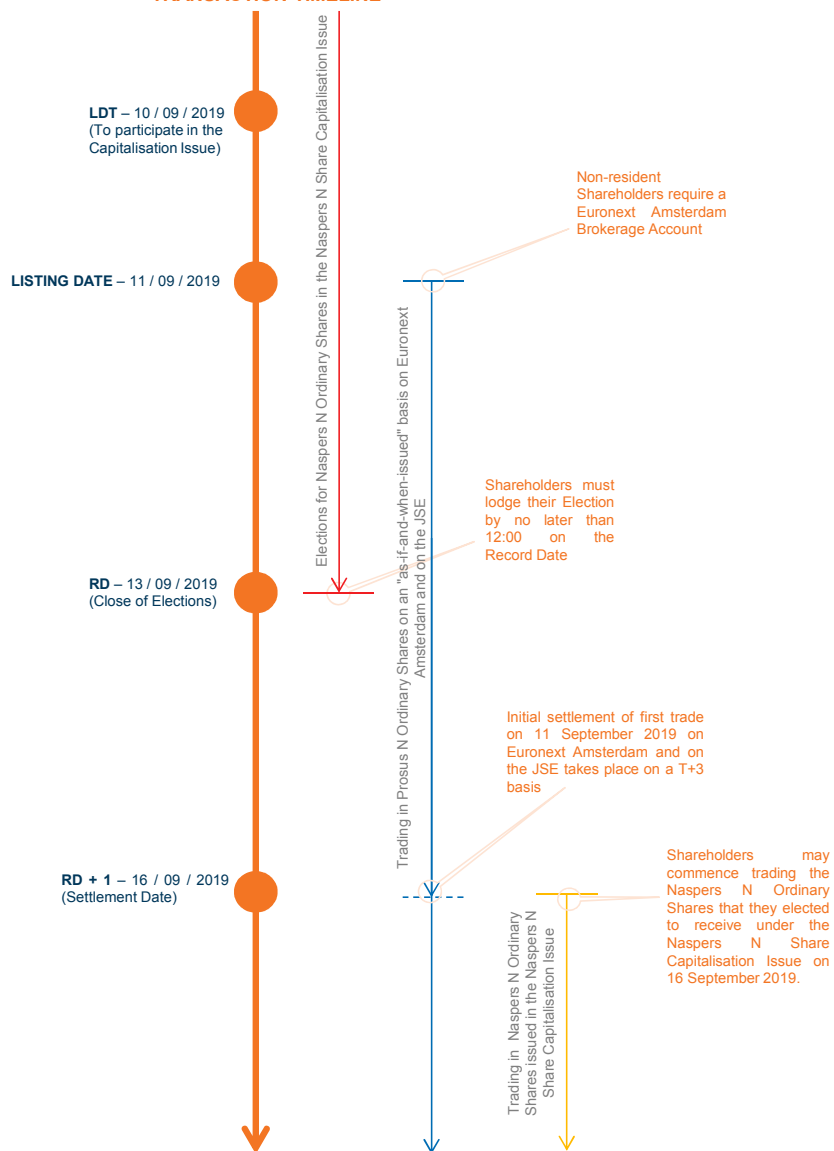 TRANSACTION TIMELINE
LDT – 10 / 09 / 2019
(To participate in the
Capitalisation Issue)
Elections for Naspers N Ordinary Shares in the Naspers N Share Capitalisation Issue
Non-resident
Shareholders require a
Euronext Amsterdam
Brokerage Account
LISTING DATE – 11 / 09 / 2019
Trading in Prosus N Ordinary Shares on an "as-if-and-when-issued" basis on Euronext
Amsterdam and on the JSE
Shareholders must
lodge their Election
by no later than
12:00 on the
Record Date
RD – 13 / 09 / 2019
(Close of Elections)
Initial settlement of first trade
on 11 September 2019 on
Euronext Amsterdam and on
the JSE takes place on a T+3
basis
RD + 1 – 16 / 09 / 2019
(Settlement Date)
Shareholders may
commence trading the
Naspers N Ordinary
Shares that they elected
to receive under the
Naspers N Share
Capitalisation Issue on
16 September 2019.
Trading in Naspers N Ordinary
Shares issued in the Naspers N
Share Capitalisation Issue